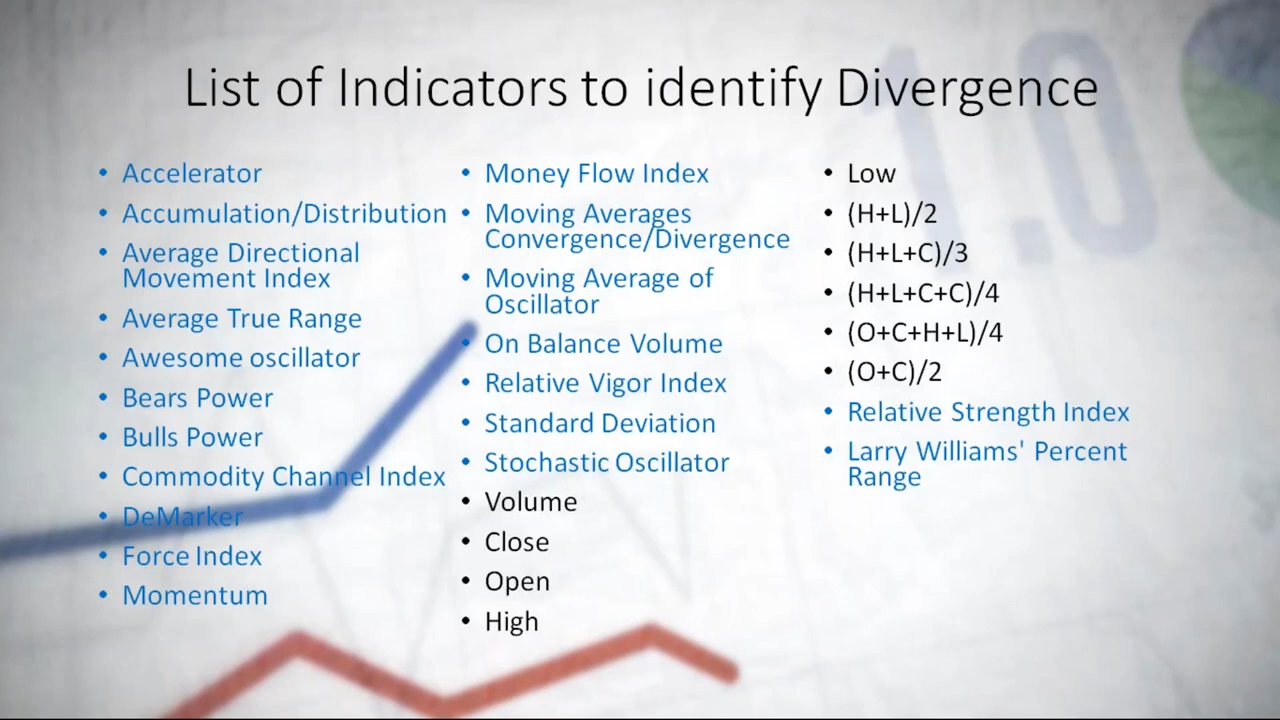 List of Indicators to identify Divergence
• Accelerator
• Accumulation/Distribution
• Average Directional
Movement Index
• Average True Range
• Awesome oscillator
• Bears Power
• Bulls Power
• Commodity Channel Index
• DeMarker
• Force Index
• Momentum
• Money Flow Index
• Moving Averages
Convergence/Divergence
• Moving Average of
Oscillator
• On Balance Volume
• Relative Vigor Index
• Standard Deviation
• Stochastic Oscillator
• Volume
• Close
• Open
• High
• Low
• (H+L)/2
• (H+L+C)/3
• (H+L+C+C)/4
• (O+C+H+L)/4
• (O+C)/2
• Relative Strength Index
• Larry Williams' Percent
Range
1.0